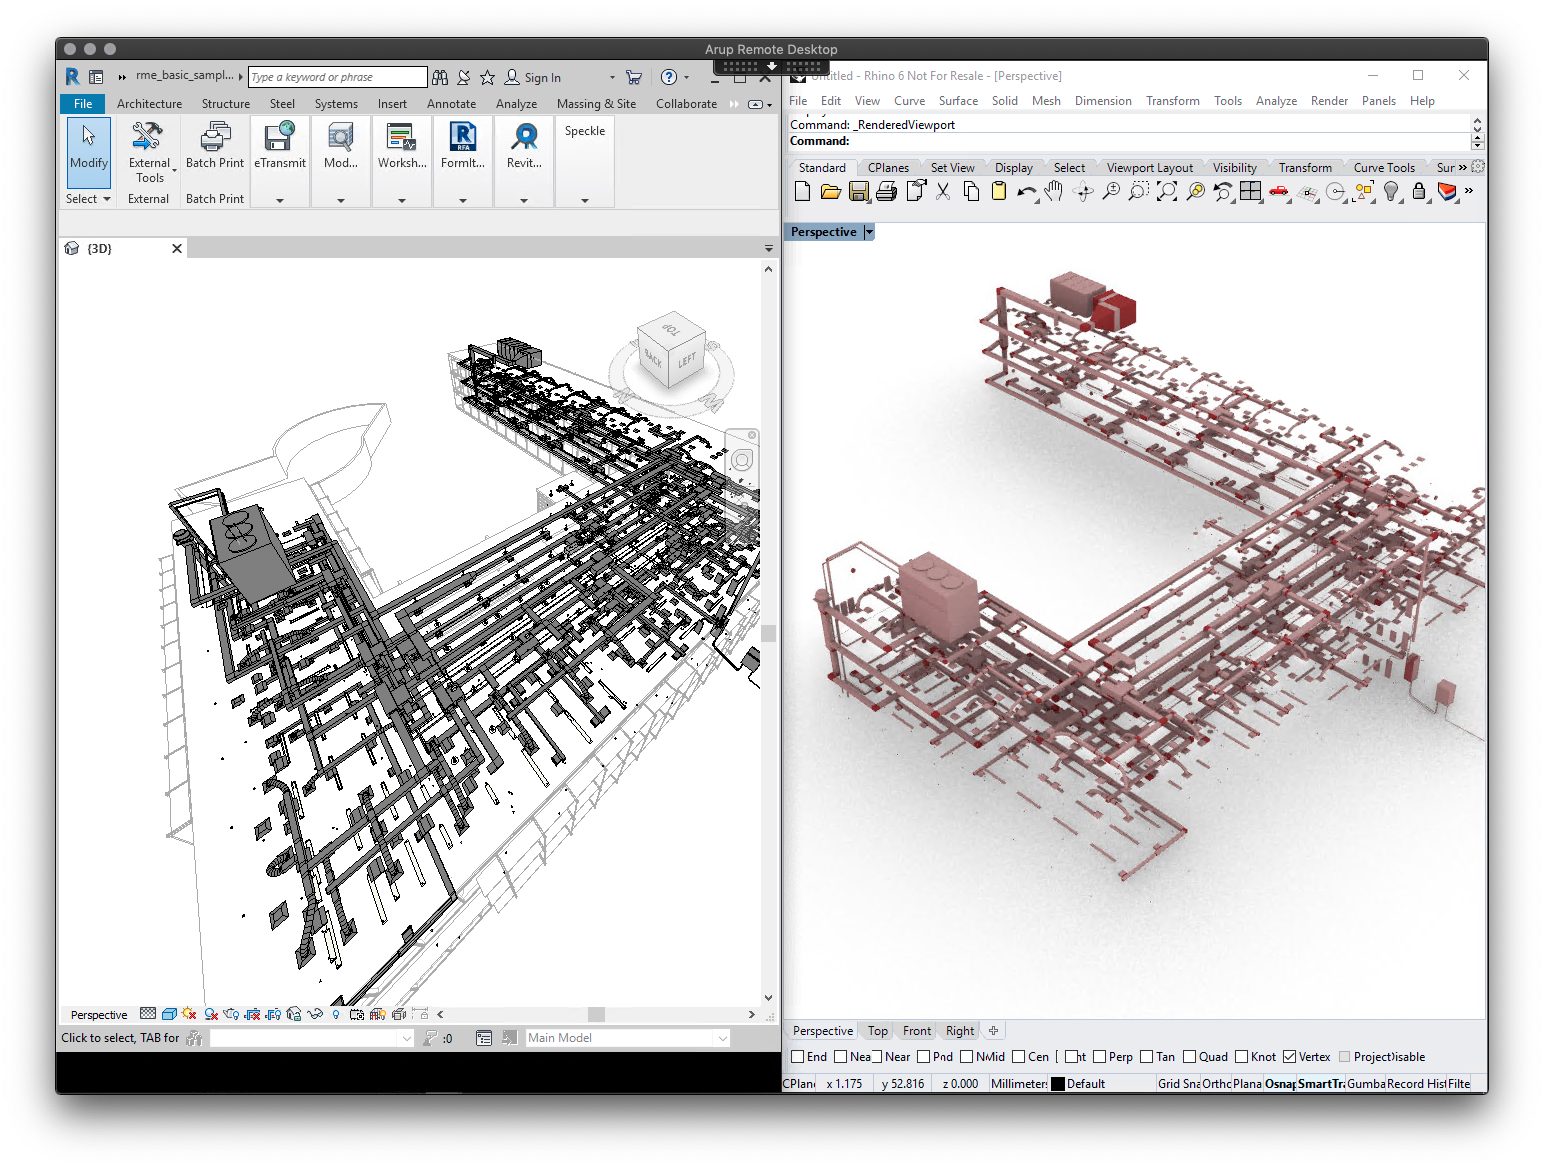 Arup Remote Desktop
R rme_basic_sampl... Type a keyword or phrase Sign In
File Architecture Structure Steel Systems Insert Annotate Analyze Massing & Site Collaborate
Modify External Tools Batch Print eTransmit Mod... Worksh... FormIt... Revit... Speckle
RFA
Select External Batch Print
{3D}
TOP
BACK LEFT
Perspective
Click to select, TAB for :0 Main Model
Untitled - Rhino 6 Not For Resale - [Perspective]
File Edit View Curve Surface Solid Mesh Dimension Transform Tools Analyze Render Panels Help
Command: _RenderedViewport
Command:
Standard CPlanes Set View Display Select Viewport Layout Visibility Transform Curve Tools Sur
Perspective
Perspective Top Front Right
End Nea Near Mid Cen Perp Tan Quad Knot Vertex Project
CPlan x 1.175 y 52.816 z 0.000 Millimeters Default Grid Sna Ortho Plana Osnap SmartTra Gumba Record Hist Filte